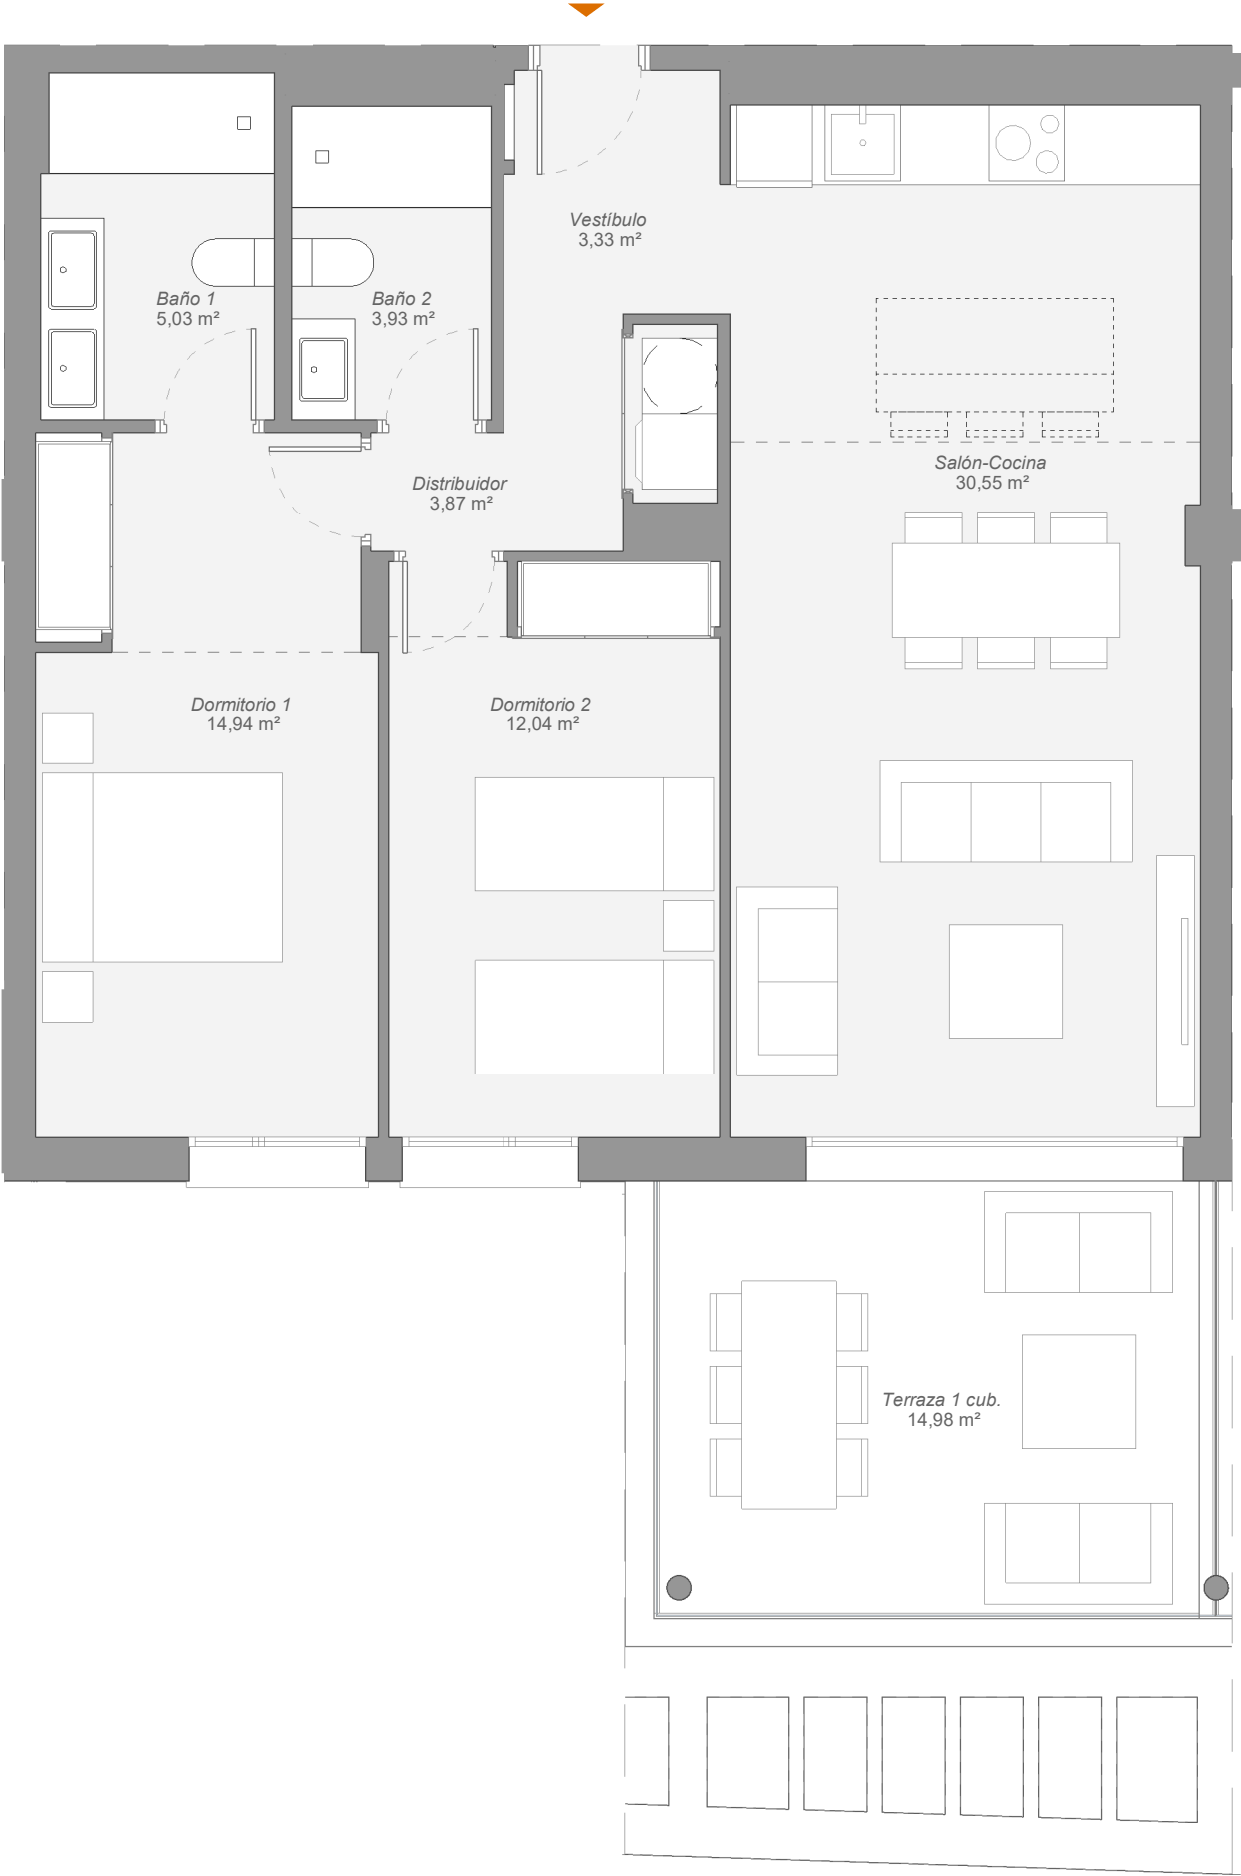 Vestíbulo
3,33 m²
Baño 1
5,03 m²
Baño 2
3,93 m²
Salón-Cocina
30,55 m²
Distribuidor
3,87 m²
Dormitorio 1
14,94 m²
Dormitorio 2
12,04 m²
Terraza 1 cub.
14,98 m²